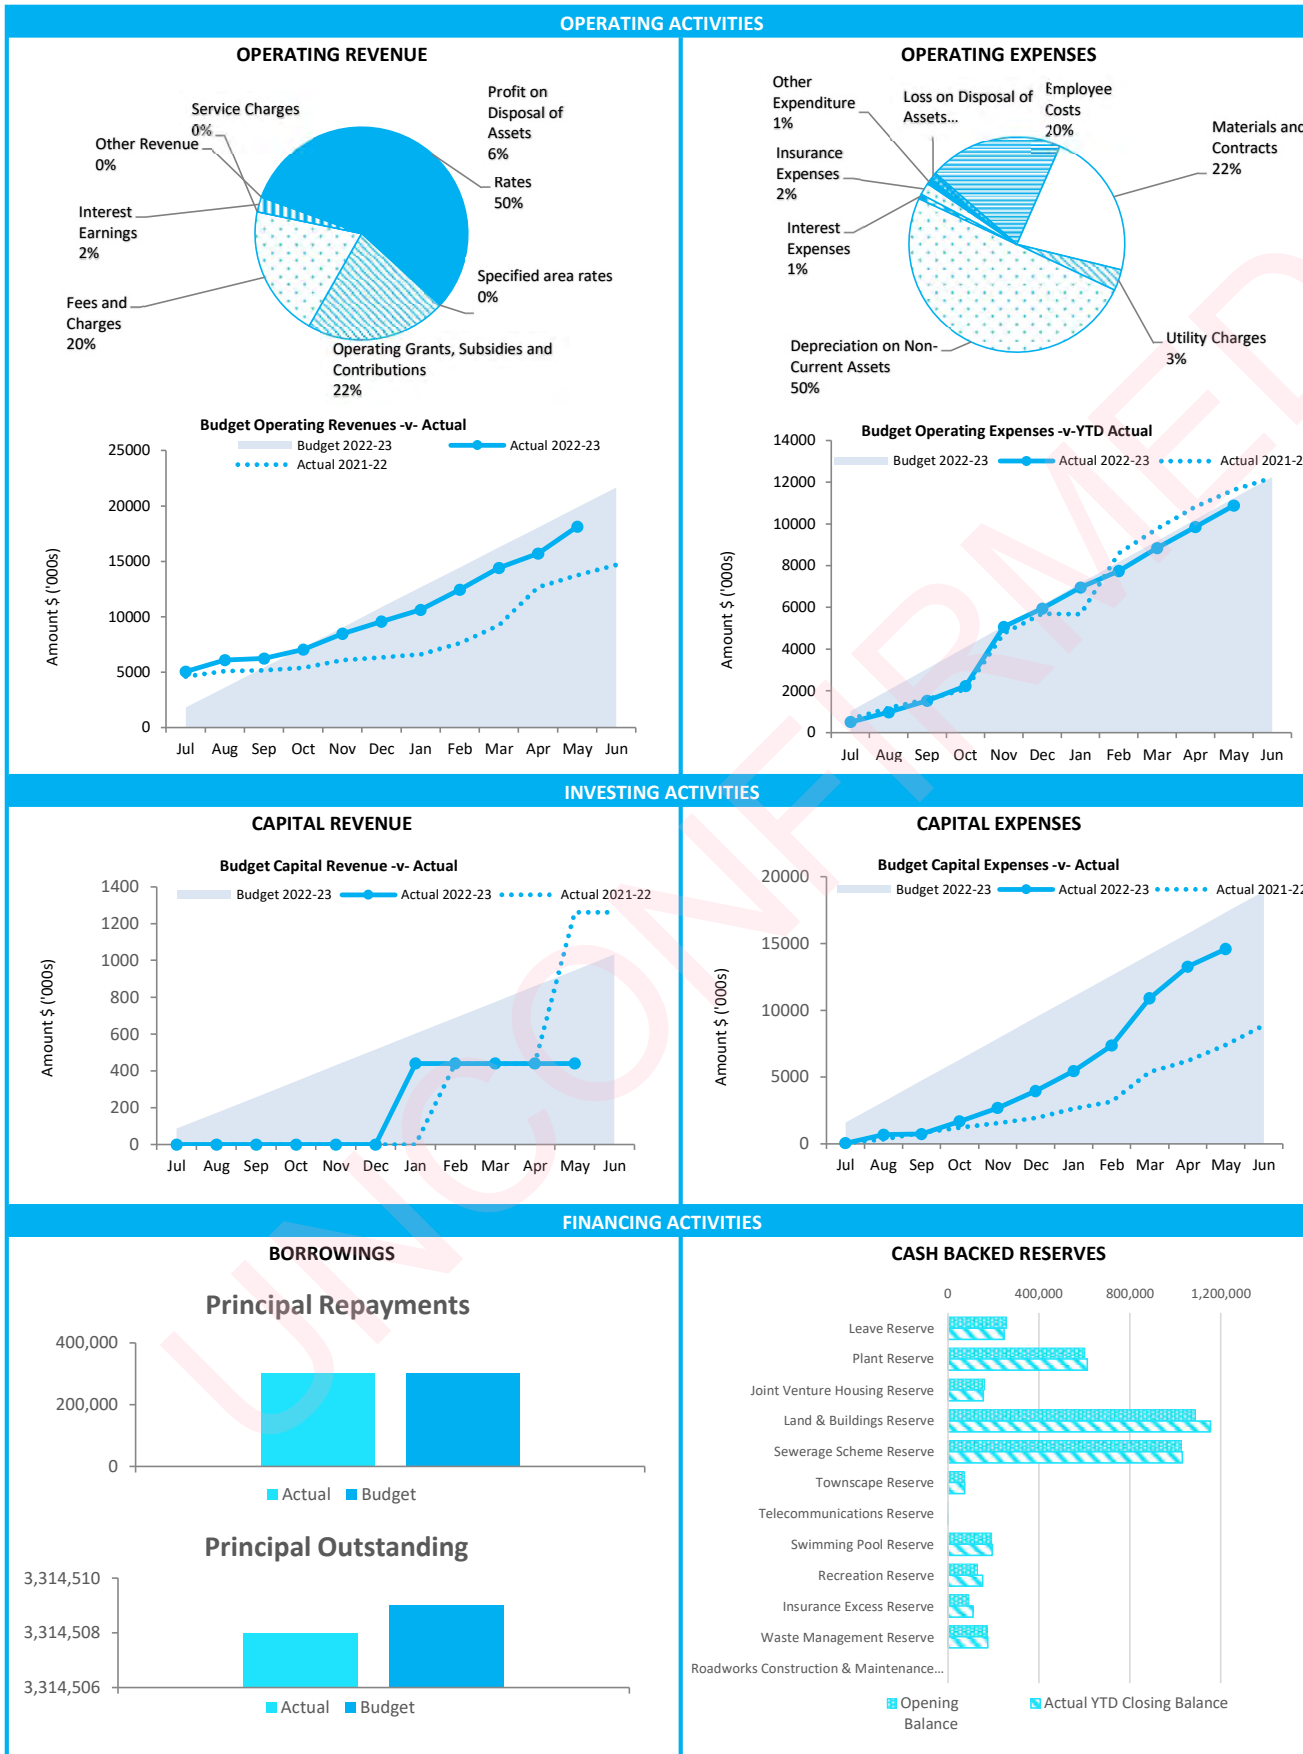 OPERATING ACTIVITIES
OPERATING REVENUE
Service Charges
0%
Other Revenue
0%
Interest
Earnings
2%
Fees and
Charges
20%
Profit on
Disposal of
Assets
6%
Rates
50%
Specified area rates
0%
Operating Grants, Subsidies and
Contributions
22%
OPERATING EXPENSES
Other
Expenditure
1%
Loss on Disposal of
Assets...
Employee
Costs
20%
Materials and
Contracts
22%
Insurance
Expenses
2%
Interest
Expenses
1%
Depreciation on Non-
Current Assets
50%
Utility Charges
3%
Budget Operating Revenues -v- Actual
Budget 2022-23 Actual 2022-23
Actual 2021-22
25000
20000
15000
10000
5000
0
Amount $ ('000s)
Jul Aug Sep Oct Nov Dec Jan Feb Mar Apr May Jun
Budget Operating Expenses -v-YTD Actual
Budget 2022-23 Actual 2022-23 Actual 2021-2
14000
12000
10000
8000
6000
4000
2000
0
Amount $ ('000s)
Jul Aug Sep Oct Nov Dec Jan Feb Mar Apr May Jun
INVESTING ACTIVITIES
CAPITAL REVENUE
Budget Capital Revenue -v- Actual
Budget 2022-23 Actual 2022-23 Actual 2021-22
1400
1200
1000
800
600
400
200
0
Amount $ ('000s)
Jul Aug Sep Oct Nov Dec Jan Feb Mar Apr May Jun
CAPITAL EXPENSES
Budget Capital Expenses -v- Actual
Budget 2022-23 Actual 2022-23 Actual 2021-22
20000
15000
10000
5000
0
Amount $ ('000s)
Jul Aug Sep Oct Nov Dec Jan Feb Mar Apr May Jun
FINANCING ACTIVITIES
BORROWINGS
Principal Repayments
400,000
200,000
0
Actual Budget
Principal Outstanding
3,314,510
3,314,508
3,314,506
Actual Budget
CASH BACKED RESERVES
0 400,000 800,000 1,200,000
Leave Reserve
Plant Reserve
Joint Venture Housing Reserve
Land & Buildings Reserve
Sewerage Scheme Reserve
Townscape Reserve
Telecommunications Reserve
Swimming Pool Reserve
Recreation Reserve
Insurance Excess Reserve
Waste Management Reserve
Roadworks Construction & Maintenance...
Opening
Balance
Actual YTD Closing Balance
UNCONFIRMED